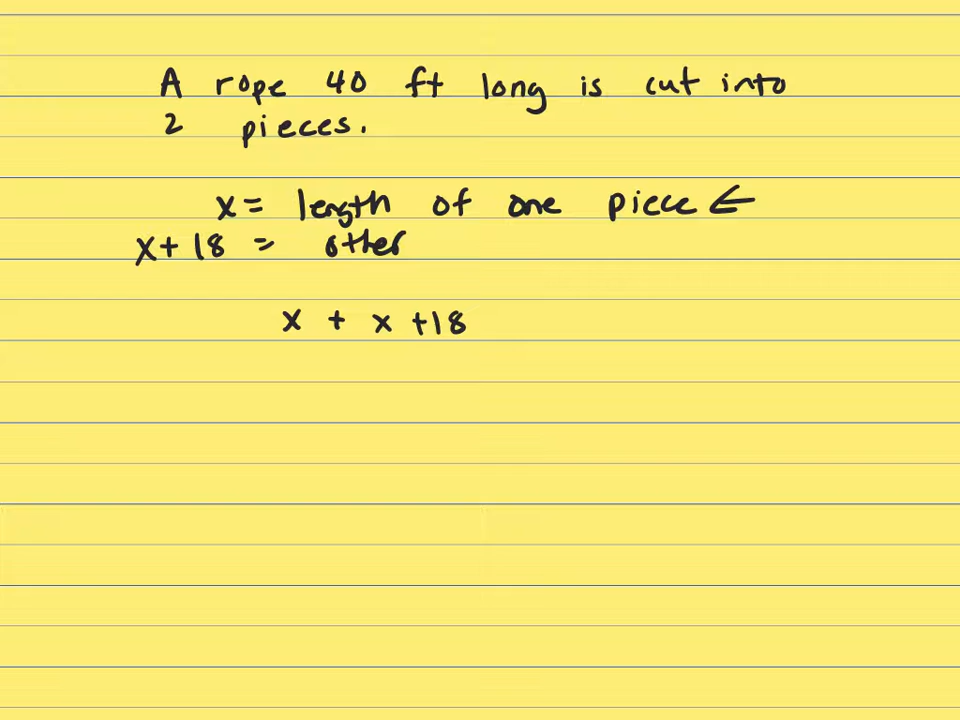 A rope 40 ft long is cut into
2 pieces.
x = length of one piece ←
x + 18 = other
x + x + 18